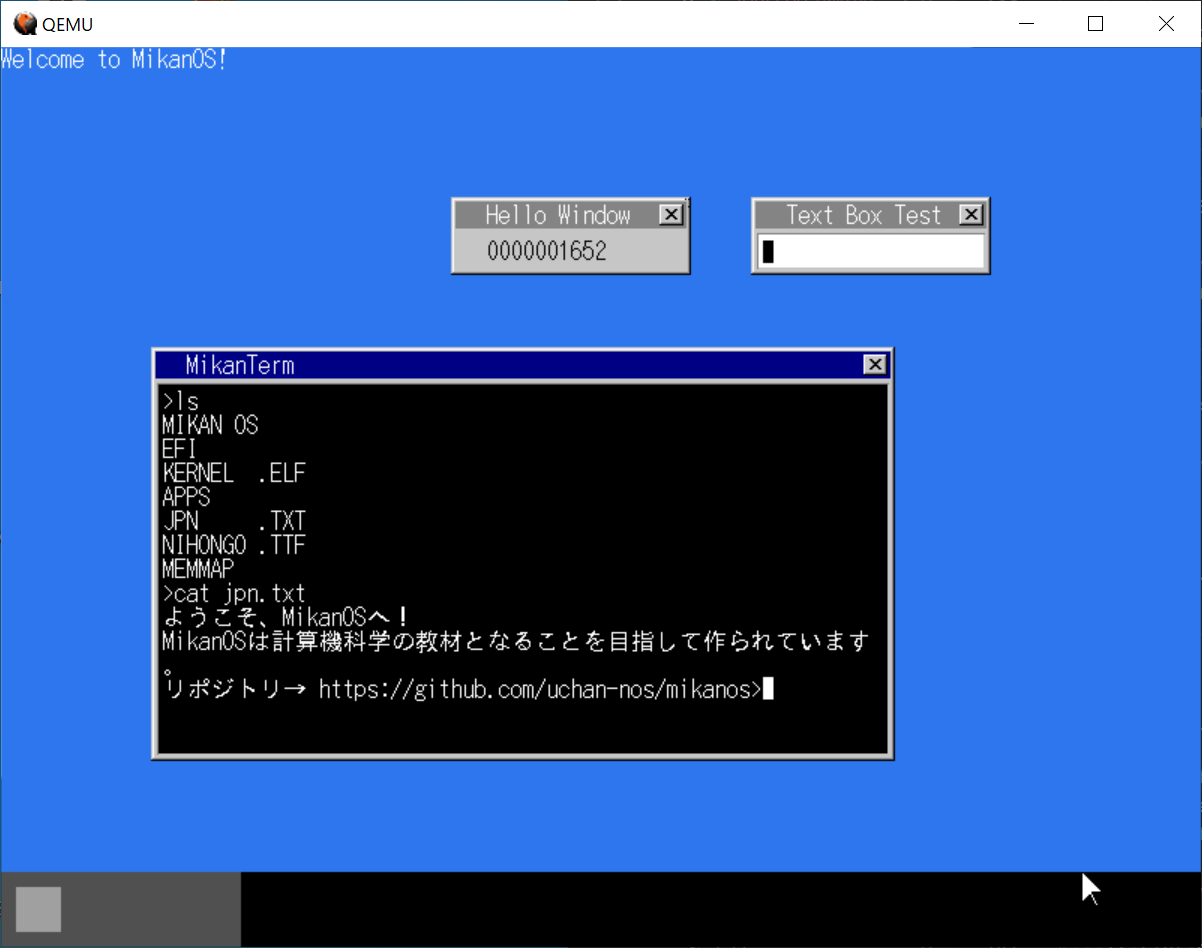 QEMU
Welcome to MikanOS!
Hello Window
0000001652
Text Box Test
MikanTerm
>ls
MIKAN OS
EFI
KERNEL  .ELF
APPS
JPN     .TXT
NIHONGO .TTF
MEMMAP
>cat jpn.txt
ようこそ、MikanOSへ！
MikanOSは計算機科学の教材となることを目指して作られています
。
リポジトリ→ https://github.com/uchan-nos/mikanos>